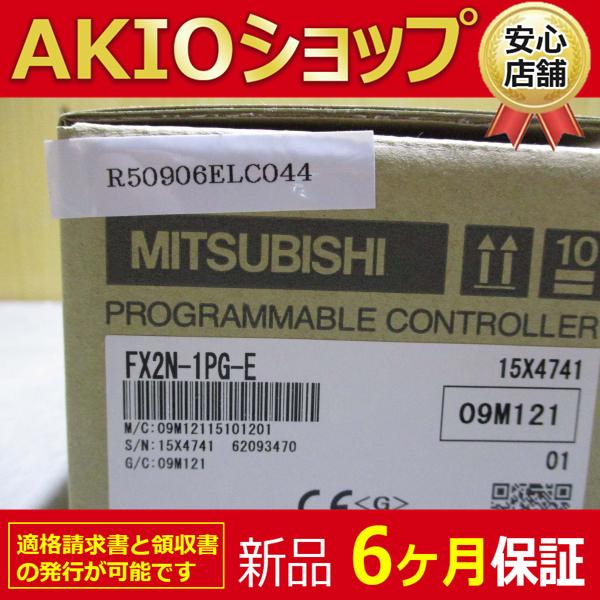 AKIOショップ
安心
店舗
R50906ELC044
MITSUBISHI
10
PROGRAMMABLE CONTROLLER
FX2N-1PG-E
15X4741
M/C:09M12115101201
09M121
S/N:15X4741 62093470
G/C:09M121
01
CE <G>
適格請求書と領収書
の発行が可能です
新品 6ヶ月保証